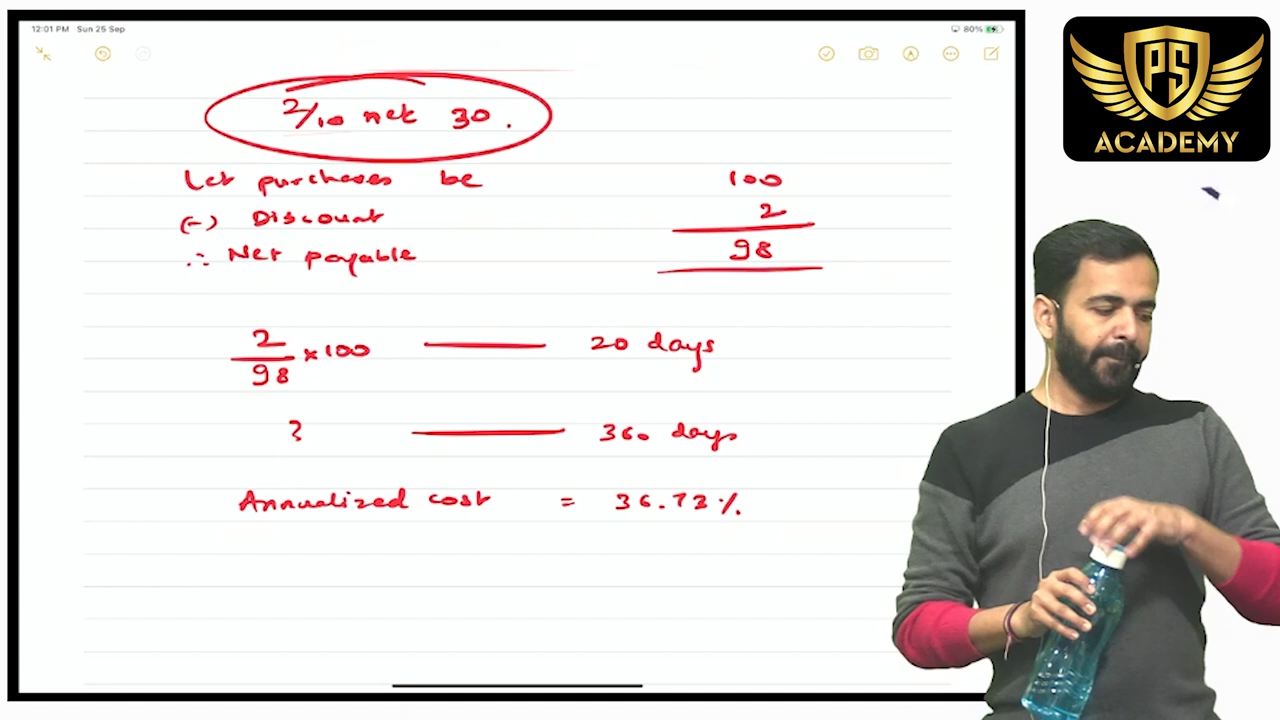 12:01 PM Sun 25 Sep
80%
PS
ACADEMY
2/10 net 30.
Let purchases be 100
(-) Discount 2
∴ Net payable 98
2/98 x 100 — 20 days
? — 360 days
Annualized cost = 36.73%.